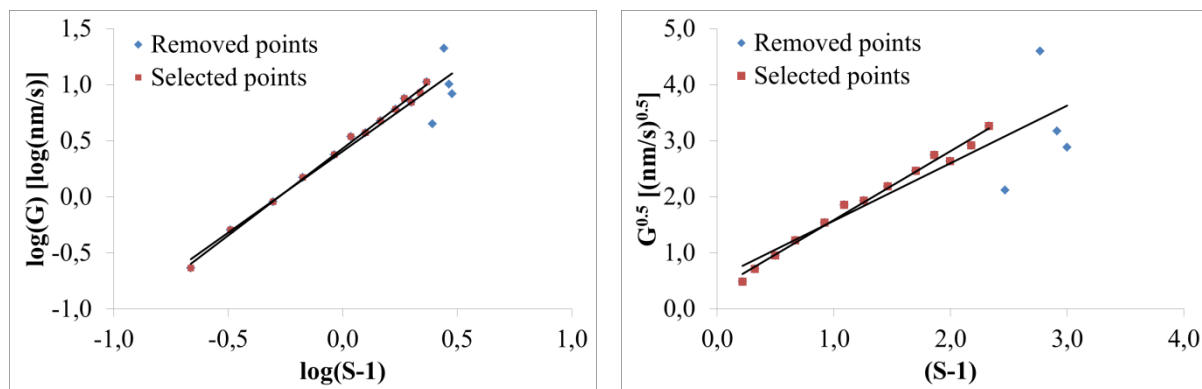 1,5
1,0
0,5
0,0
-0,5
-1,0
-1,0
-0,5
0,0
0,5
1,0
log(G) [log(nm/s)]
log(S-1)
Removed points
Selected points
5,0
4,0
3,0
2,0
1,0
0,0
0,0
1,0
2,0
3,0
4,0
G^0.5 [(nm/s)^0.5]
(S-1)
Removed points
Selected points